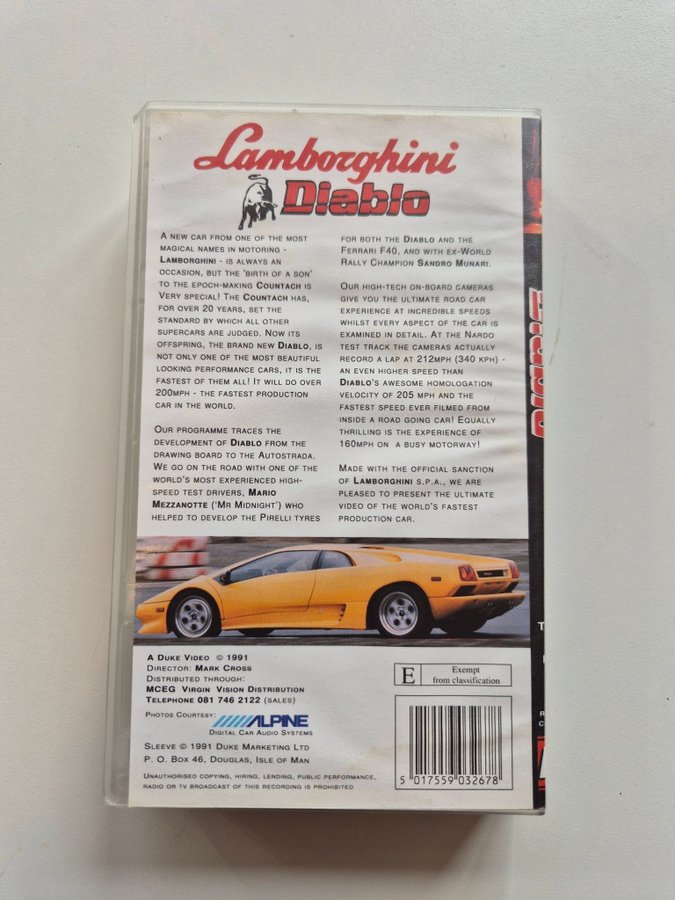 Lamborghini
Diablo
A NEW CAR FROM ONE OF THE MOST
MAGICAL NAMES IN MOTORING -
LAMBORGHINI - IS ALWAYS AN
OCCASION, BUT THE 'BIRTH OF A SON'
TO THE EPOCH-MAKING COUNTACH IS
VERY SPECIAL! THE COUNTACH HAS,
FOR OVER 20 YEARS, SET THE
STANDARD BY WHICH ALL OTHER
SUPERCARS ARE JUDGED. NOW ITS
OFFSPRING, THE BRAND NEW DIABLO, IS
NOT ONLY ONE OF THE MOST BEAUTIFUL
LOOKING PERFORMANCE CARS, IT IS THE
FASTEST OF THEM ALL! IT WILL DO OVER
200MPH - THE FASTEST PRODUCTION
CAR IN THE WORLD.
OUR PROGRAMME TRACES THE
DEVELOPMENT OF DIABLO FROM THE
DRAWING BOARD TO THE AUTOSTRADA.
WE GO ON THE ROAD WITH ONE OF THE
WORLD'S MOST EXPERIENCED HIGH-
SPEED TEST DRIVERS, MARIO
MEZZANOTTE ('MR MIDNIGHT') WHO
HELPED TO DEVELOP THE PIRELLI TYRES
FOR BOTH THE DIABLO AND THE
FERRARI F40, AND WITH EX-WORLD
RALLY CHAMPION SANDRO MUNARI.
OUR HIGH-TECH ON-BOARD CAMERAS
GIVE YOU THE ULTIMATE ROAD CAR
EXPERIENCE AT INCREDIBLE SPEEDS
WHILST EVERY ASPECT OF THE CAR IS
EXAMINED IN DETAIL. AT THE NARDO
TEST TRACK THE CAMERAS ACTUALLY
RECORD A LAP AT 212MPH (340 KPH) -
AN EVEN HIGHER SPEED THAN
DIABLO'S AWESOME HOMOLOGATION
VELOCITY OF 205 MPH AND THE
FASTEST SPEED EVER FILMED FROM
INSIDE A ROAD GOING CAR! EQUALLY
THRILLING IS THE EXPERIENCE OF
160MPH ON A BUSY MOTORWAY!
MADE WITH THE OFFICIAL SANCTION
OF LAMBORGHINI S.P.A., WE ARE
PLEASED TO PRESENT THE ULTIMATE
VIDEO OF THE WORLD'S FASTEST
PRODUCTION CAR.
A DUKE VIDEO © 1991
DIRECTOR: MARK CROSS
DISTRIBUTED THROUGH:
MCEG VIRGIN VISION DISTRIBUTION
TELEPHONE 081 746 2122 (SALES)
PHOTOS COURTESY: ALPINE
DIGITAL CAR AUDIO SYSTEMS
SLEEVE © 1991 DUKE MARKETING LTD
P. O. BOX 46, DOUGLAS, ISLE OF MAN
UNAUTHORISED COPYING, HIRING, LENDING, PUBLIC PERFORMANCE,
RADIO OR TV BROADCAST OF THIS RECORDING IS PROHIBITED
E Exempt
from classification
5 017559 032678